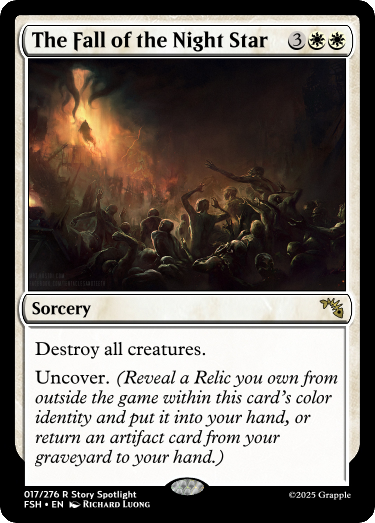 The Fall of the Night Star 3
Sorcery
Destroy all creatures.
Uncover. (Reveal a Relic you own from
outside the game within this card's color
identity and put it into your hand, or
return an artifact card from your
graveyard to your hand.)
017/276 R Story Spotlight
FSH • EN Richard Luong
©2025 Grapple